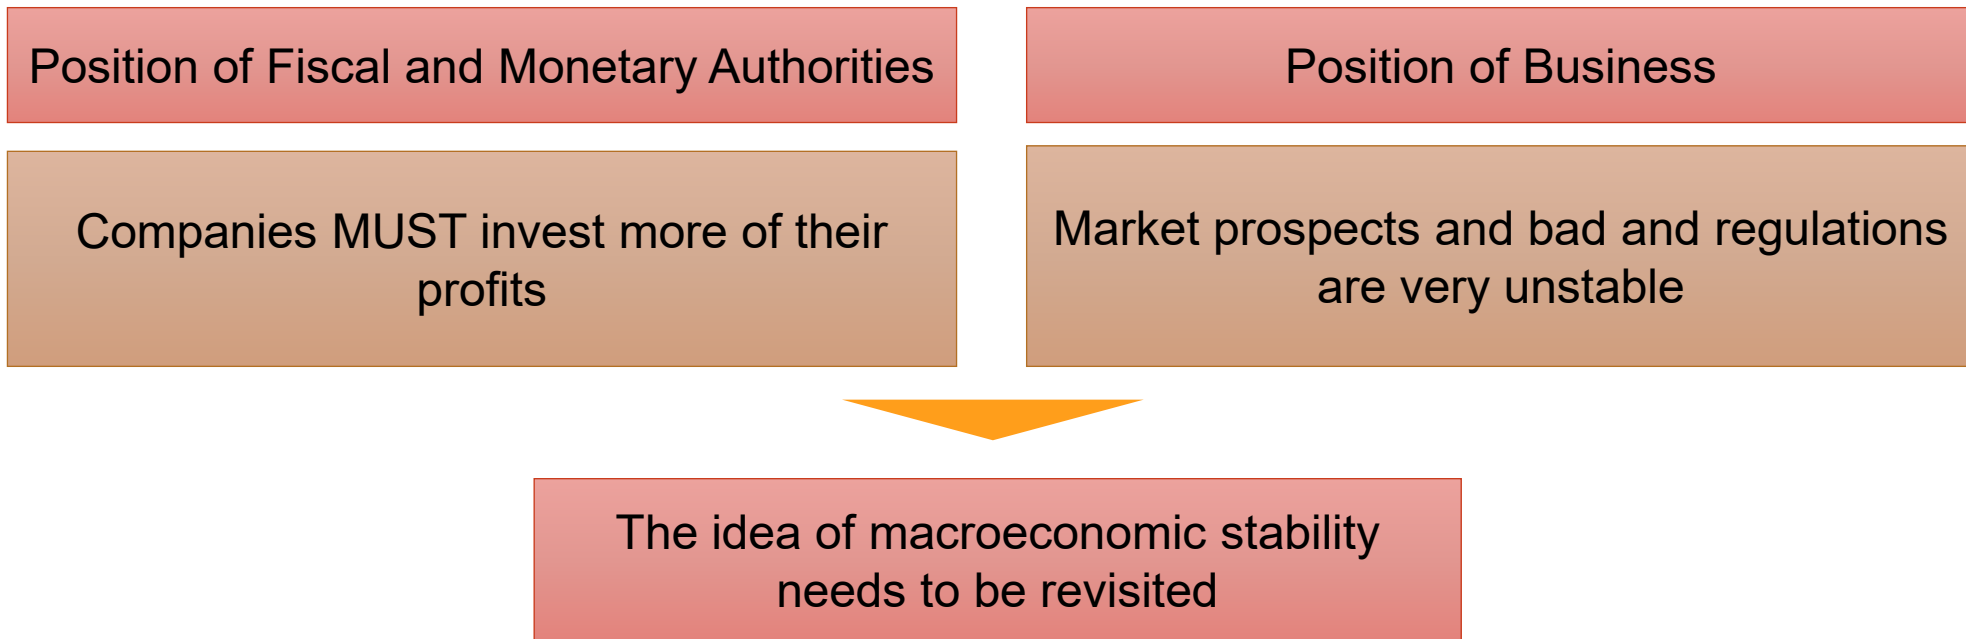 Position of Fiscal and Monetary Authorities
Position of Business
Companies MUST invest more of their
profits
Market prospects and bad and regulations
are very unstable
The idea of macroeconomic stability
needs to be revisited